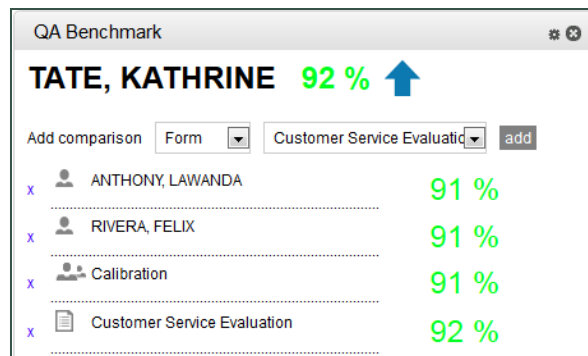 QA Benchmark
TATE, KATHRINE 92 %
Add comparison Form Customer Service Evaluatio add
x ANTHONY, LAWANDA 91 %
x RIVERA, FELIX 91 %
x Calibration 91 %
x Customer Service Evaluation 92 %